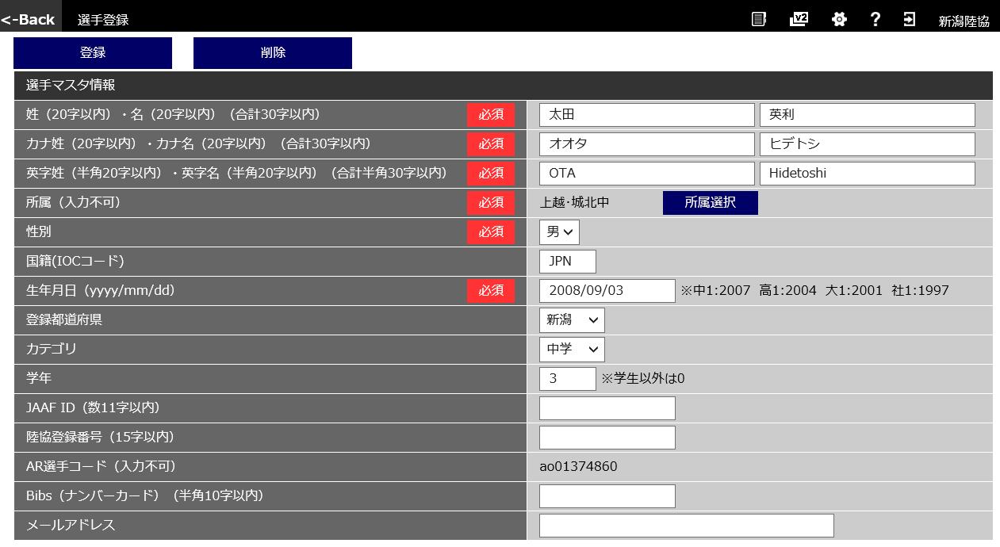 <-Back 選手登録 新潟陸協
登録 削除
選手マスタ情報
姓（20字以内）・名（20字以内）（合計30字以内） 必須 太田 英利
カナ姓（20字以内）・カナ名（20字以内）（合計30字以内） 必須 オオタ ヒデトシ
英字姓（半角20字以内）・英字名（半角20字以内）（合計半角30字以内） 必須 OTA Hidetoshi
所属（入力不可） 必須 上越･城北中 所属選択
性別 必須 男
国籍(IOCコード) JPN
生年月日（yyyy/mm/dd） 必須 2008/09/03 ※中1:2007 高1:2004 大1:2001 社1:1997
登録都道府県 新潟
カテゴリ 中学
学年 3 ※学生以外は0
JAAF ID（数11字以内）
陸協登録番号（15字以内）
AR選手コード（入力不可） ao01374860
Bibs（ナンバーカード）（半角10字以内）
メールアドレス